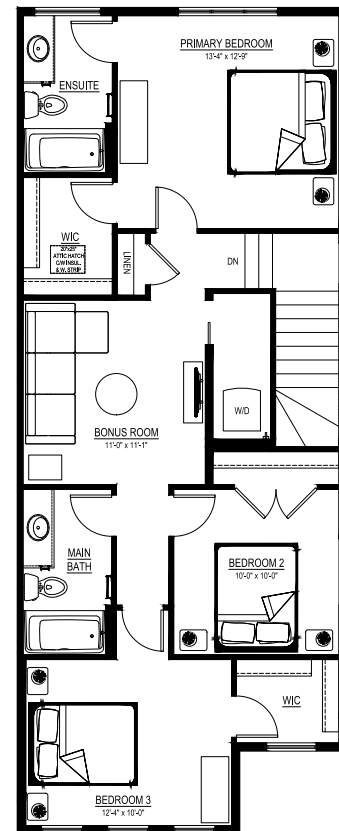 PRIMARY BEDROOM
13'-4" x 12'-9"
ENSUITE
WIC
20"x25"
ATTIC HATCH
C/W INSUL.
& W. STRIP
LINEN
DN
W/D
BONUS ROOM
11'-0" x 11'-1"
MAIN
BATH
BEDROOM 2
10'-0" x 10'-0"
WIC
BEDROOM 3
12'-4" x 10'-0"